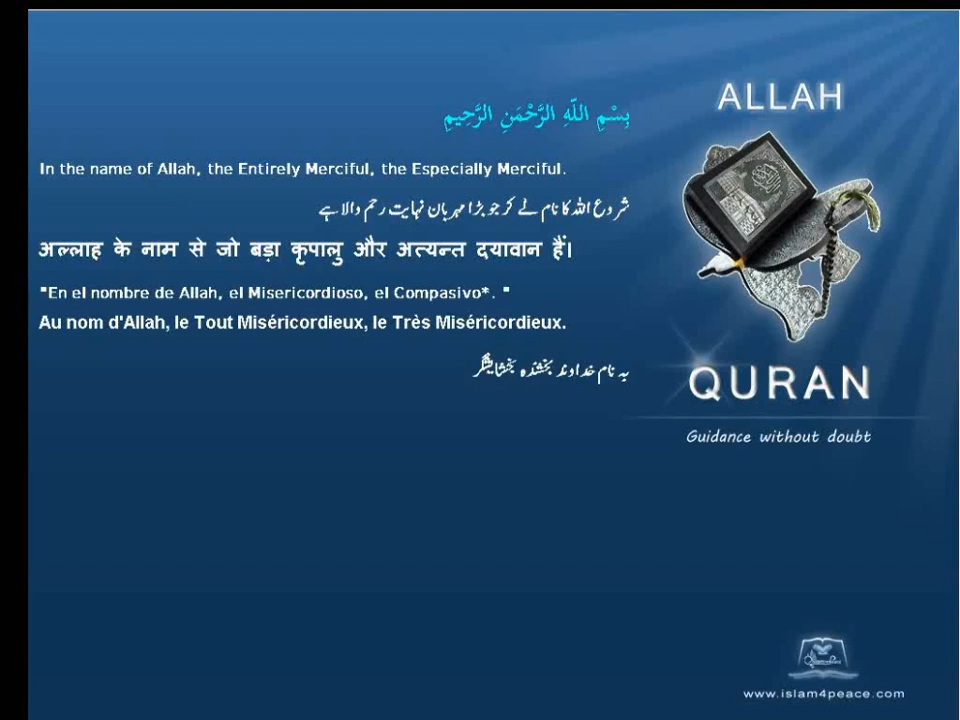 بِسْمِ اللّهِ الرَّحْمَنِ الرَّحِيمِ
In the name of Allah, the Entirely Merciful, the Especially Merciful.
شروع الله کا نام لے کر جو بڑا مہربان نہایت رحم والا ہے
अल्लाह के नाम से जो बड़ा कृपालु और अत्यन्त दयावान हैं।
"En el nombre de Allah, el Misericordioso, el Compasivo*. "
Au nom d'Allah, le Tout Miséricordieux, le Très Miséricordieux.
به نام خداوند بخشنده بخشایشگر
ALLAH
QURAN
Guidance without doubt
www.islam4peace.com